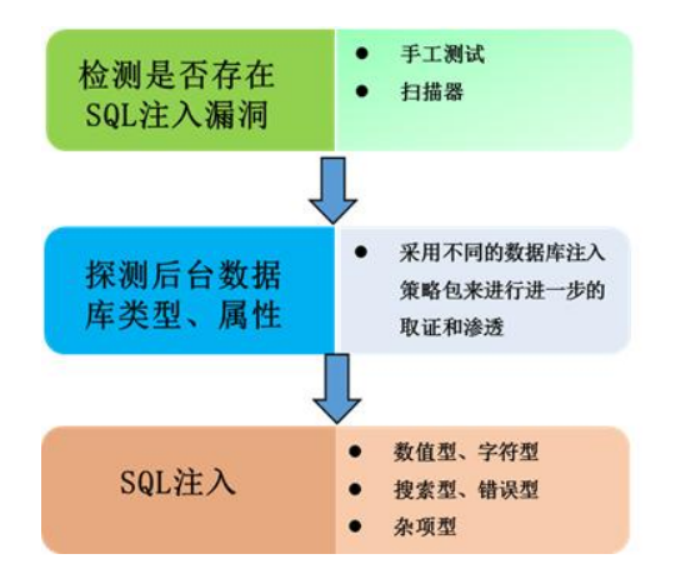 检测是否存在
SQL注入漏洞
● 手工测试
● 扫描器
探测后台数据
库类型、属性
● 采用不同的数据库注入
策略包来进行进一步的
取证和渗透
SQL注入
● 数值型、字符型
● 搜索型、错误型
● 杂项型